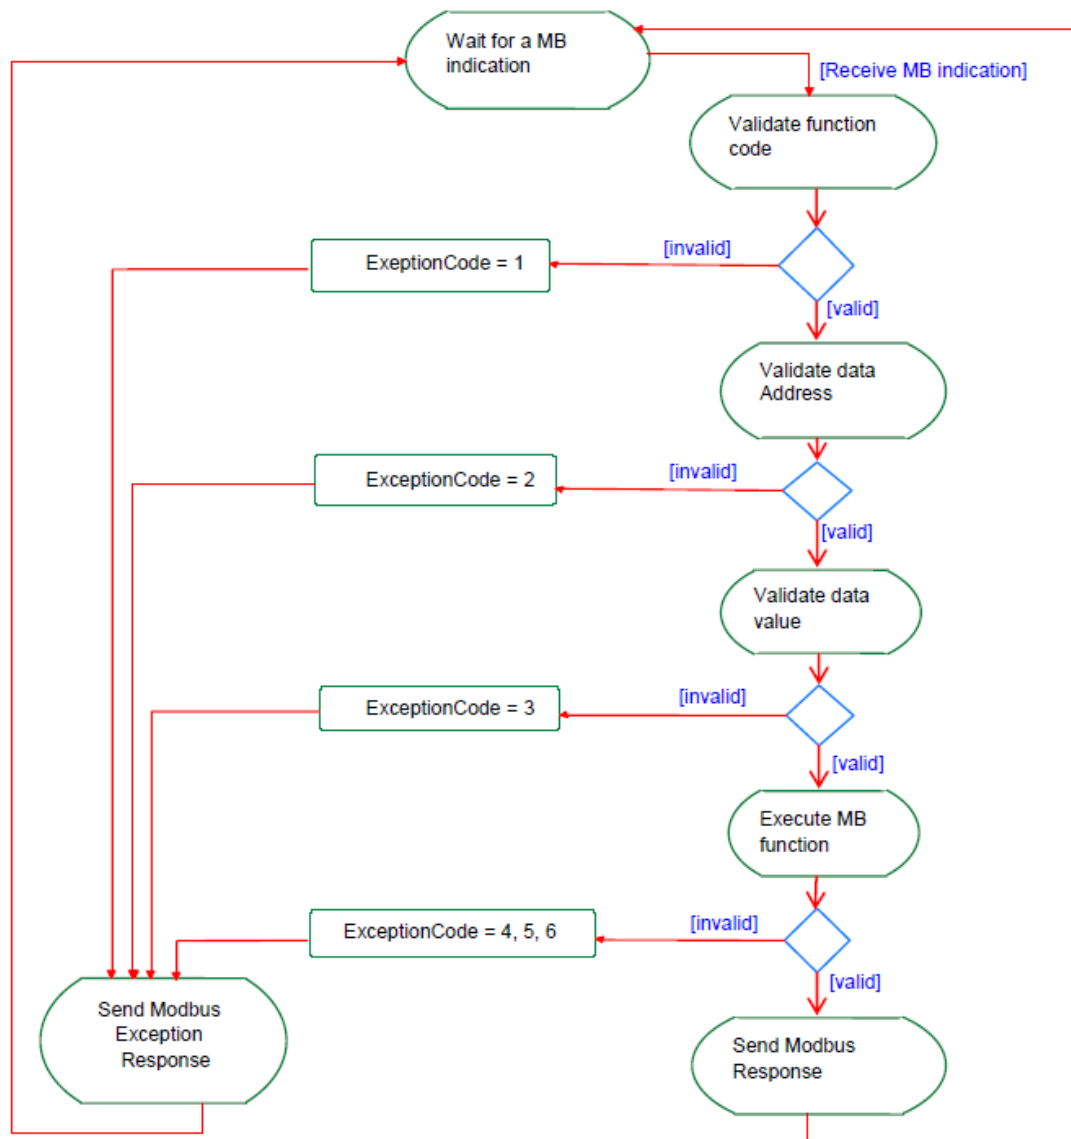 Wait for a MB
indication
[Receive MB indication]
Validate function
code
[invalid]
ExeptionCode = 1
[valid]
Validate data
Address
[invalid]
ExceptionCode = 2
[valid]
Validate data
value
[invalid]
ExceptionCode = 3
[valid]
Execute MB
function
[invalid]
ExceptionCode = 4, 5, 6
[valid]
Send Modbus
Exception
Response
Send Modbus
Response